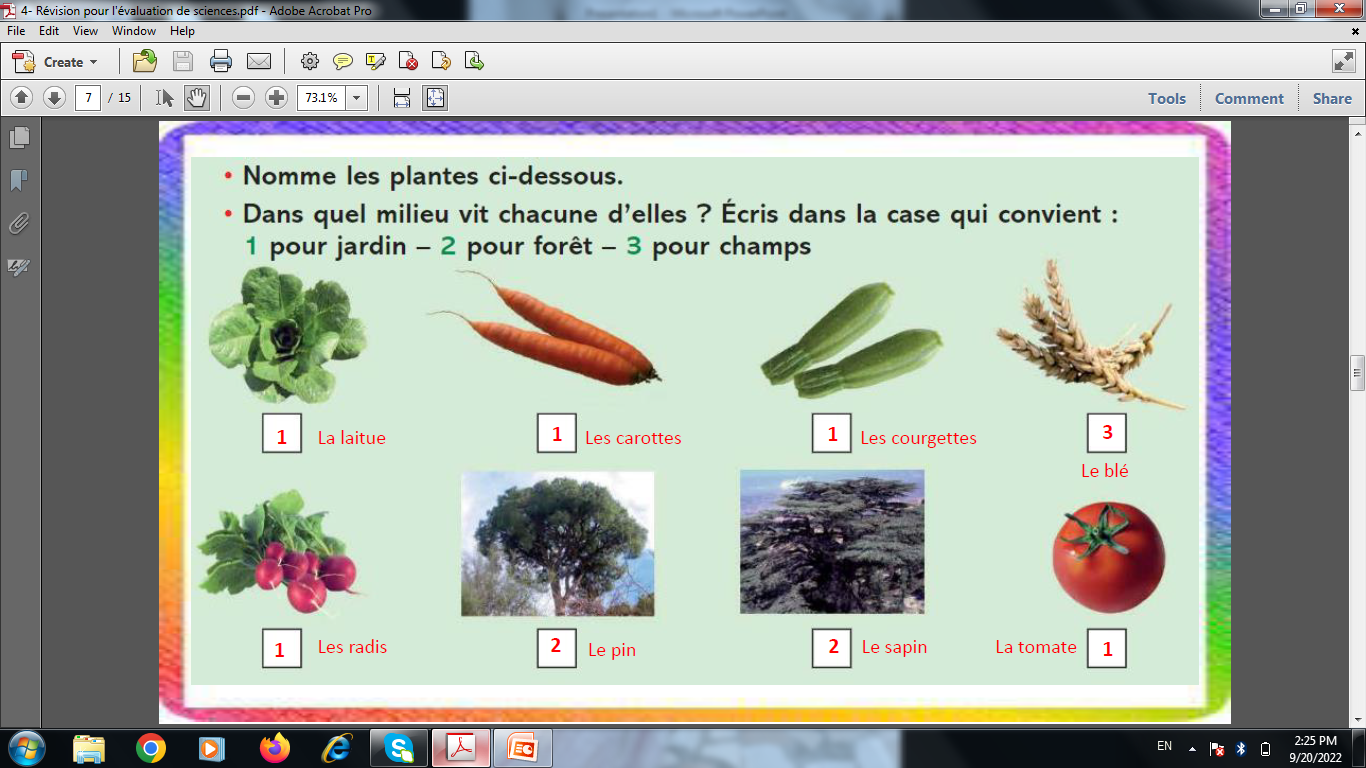 4- Révision pour l'évaluation de sciences.pdf - Adobe Acrobat Pro
File Edit View Window Help
Create
7 / 15 73.1% Tools Comment Share
• Nomme les plantes ci-dessous.
• Dans quel milieu vit chacune d'elles ? Écris dans la case qui convient :
1 pour jardin – 2 pour forêt – 3 pour champs
1 La laitue 1 Les carottes 1 Les courgettes 3
Le blé
1 Les radis 2 Le pin 2 Le sapin La tomate 1
EN 2:25 PM
9/20/2022